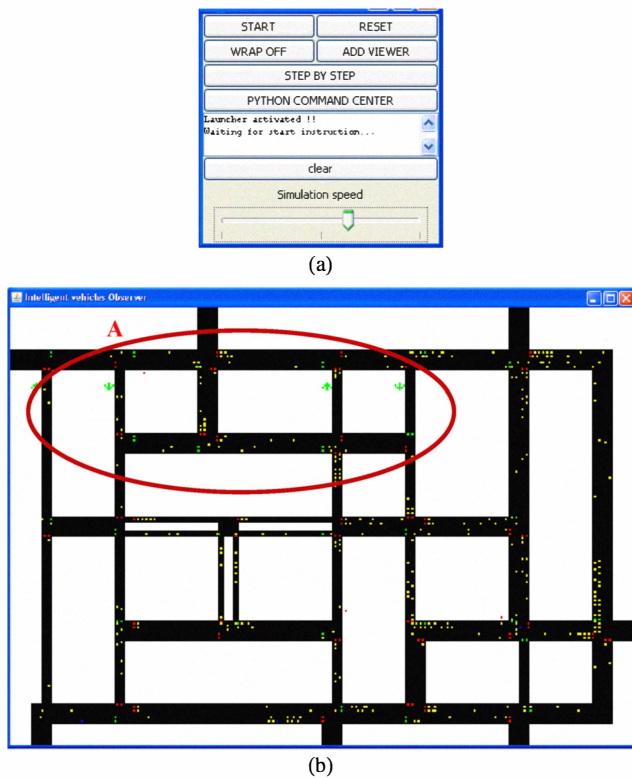 START RESET
WRAP OFF ADD VIEWER
STEP BY STEP
PYTHON COMMAND CENTER
Launcher activated !!
Waiting for start instruction...
clear
Simulation speed
(a)
Intelligent vehicles Observer
A
(b)